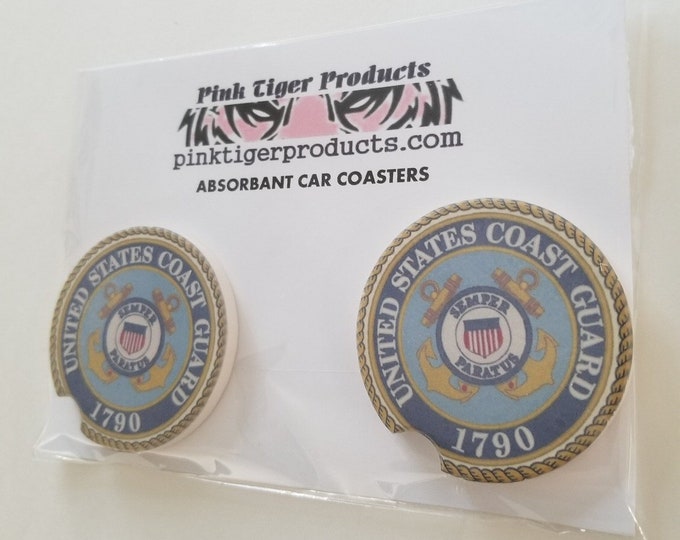 Pink Tiger Products
pinktigerproducts.com
ABSORBANT CAR COASTERS
UNITED STATES COAST GUARD
SEMPER
PARATUS
1790
UNITED STATES COAST GUARD
SEMPER
PARATUS
1790